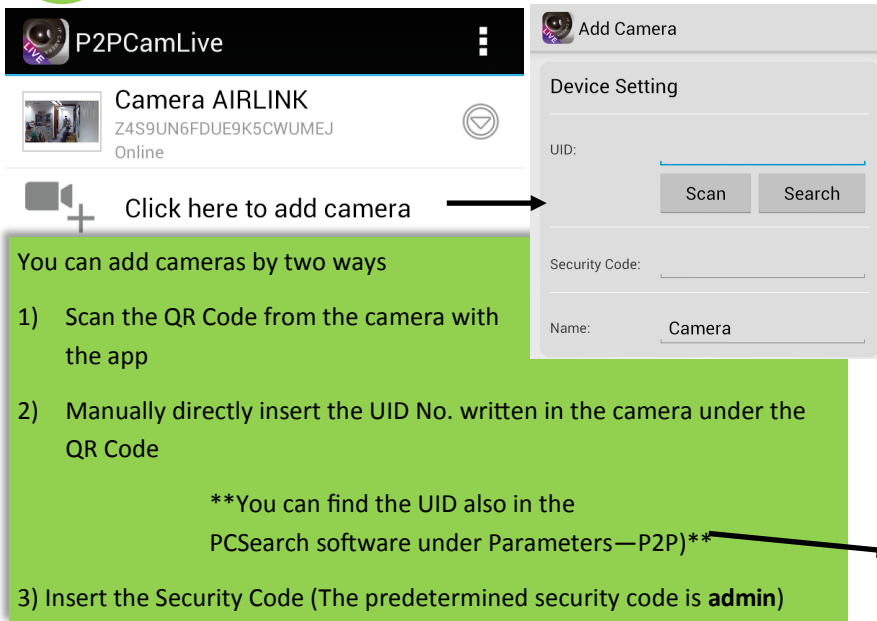 P2PCamLive
Camera AIRLINK
Z4S9UN6FDUE9K5CWUMEJ
Online
Click here to add camera
Add Camera
Device Setting
UID:
Scan Search
Security Code:
Name: Camera
You can add cameras by two ways
1) Scan the QR Code from the camera with
the app
2) Manually directly insert the UID No. written in the camera under the
QR Code
**You can find the UID also in the
PCSearch software under Parameters—P2P)**
3) Insert the Security Code (The predetermined security code is admin)